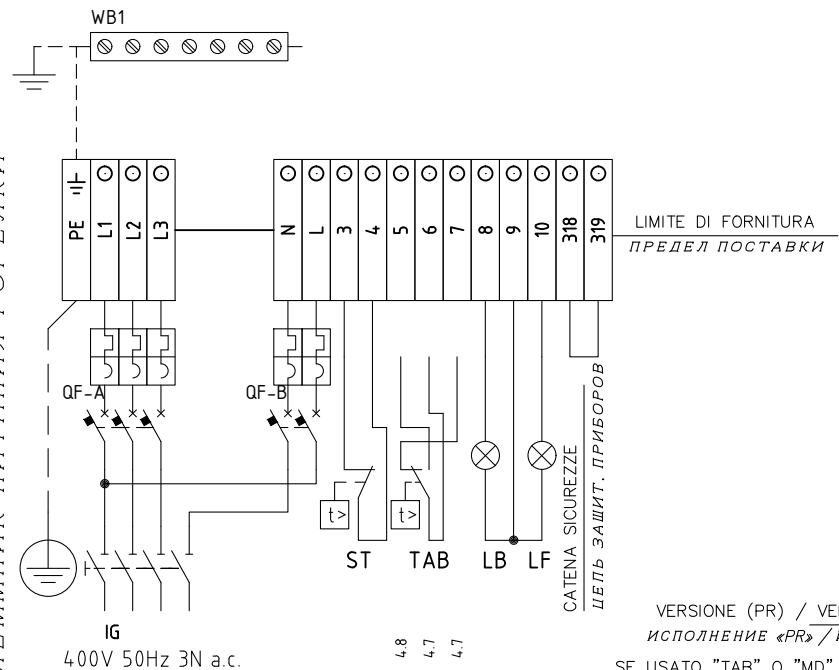 WB1
PE L1 L2 L3 N L 3 4 5 6 7 8 9 10 318 319
LIMITE DI FORNITURA
ПРЕДЕЛ ПОСТАВКИ
QF-A QF-B
t> t>
ST TAB LB LF
CATENA SICUREZZE
ЦЕПЬ ЗАЩИТ. ПРИБОРОВ
IG
400V 50Hz 3N a.c.
4.8
4.7
4.7
VERSIONE (PR) /
ИСПОЛНЕНИЕ «PR» /
SE USATO "TAB" O "MD"